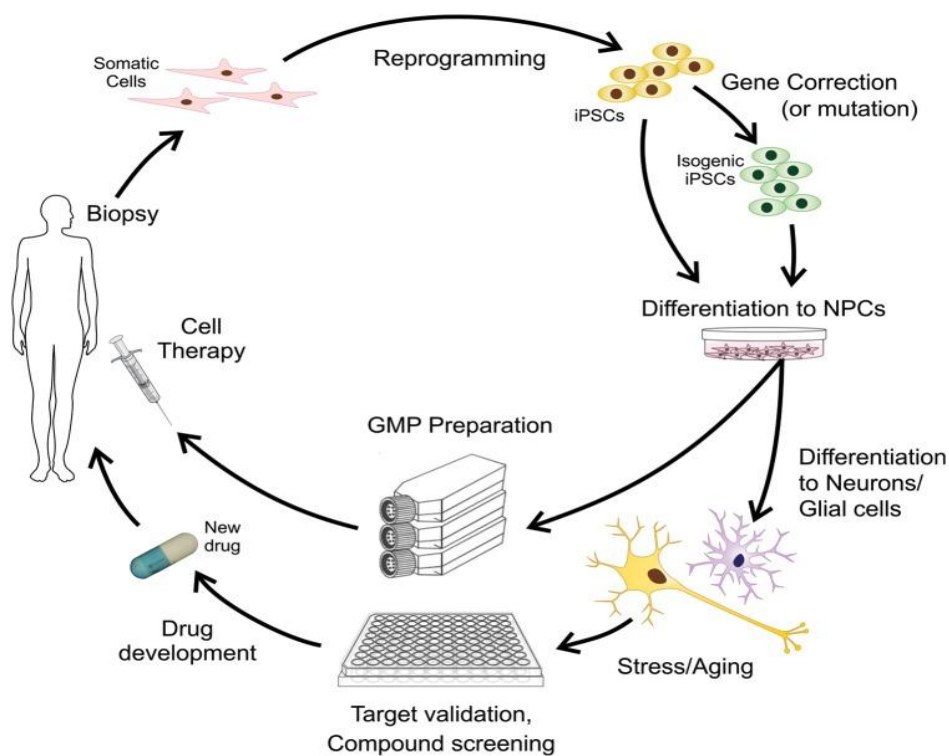 Somatic
Cells
Reprogramming
iPSCs
Gene Correction
(or mutation)
Isogenic
iPSCs
Biopsy
Differentiation to NPCs
Cell
Therapy
GMP Preparation
Differentiation
to Neurons/
Glial cells
New
drug
Drug
development
Stress/Aging
Target validation,
Compound screening